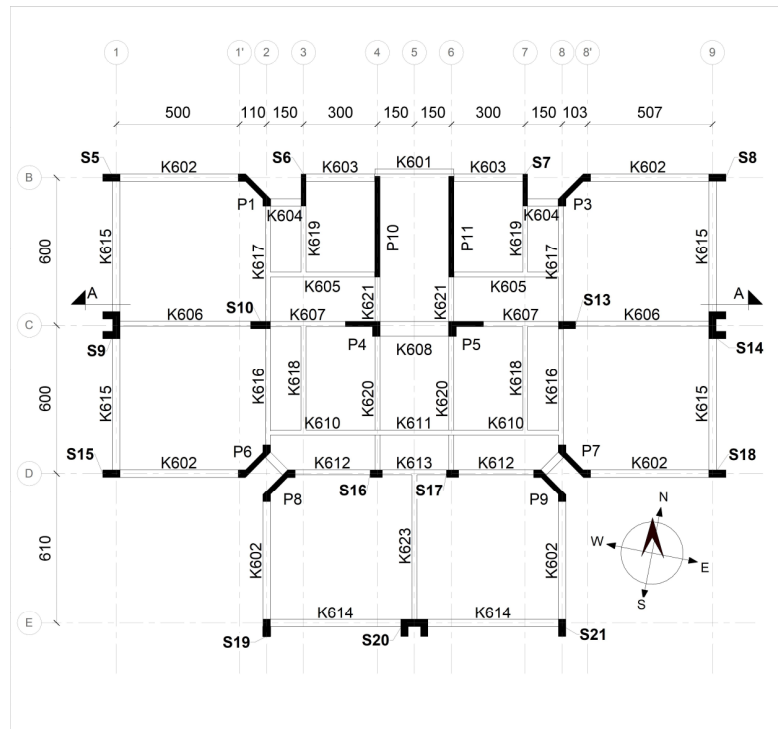 1 1' 2 3 4 5 6 7 8 8' 9
500 110 150 300 150 150 300 150 103 507
S5 K602 S6 K603 K601 K603 S7 K602 S8
B
P1 K604 K604 P3
600 K615 K617 K619 P10 P11 K619 K617 K615
K605 K605
A A
K621 K621
C K606 S10 K607 K607 S13 K606
S9 P4 K608 P5 S14
600 K615 K616 K618 K620 K620 K618 K616 K615
K610 K611 K610
S15 K602 P6 K612 K613 K612 P7 K602 S18
D
P8 S16 S17 P9
N
W E
S
610 K602 K623 K602
K614 K614
E
S19 S20 S21